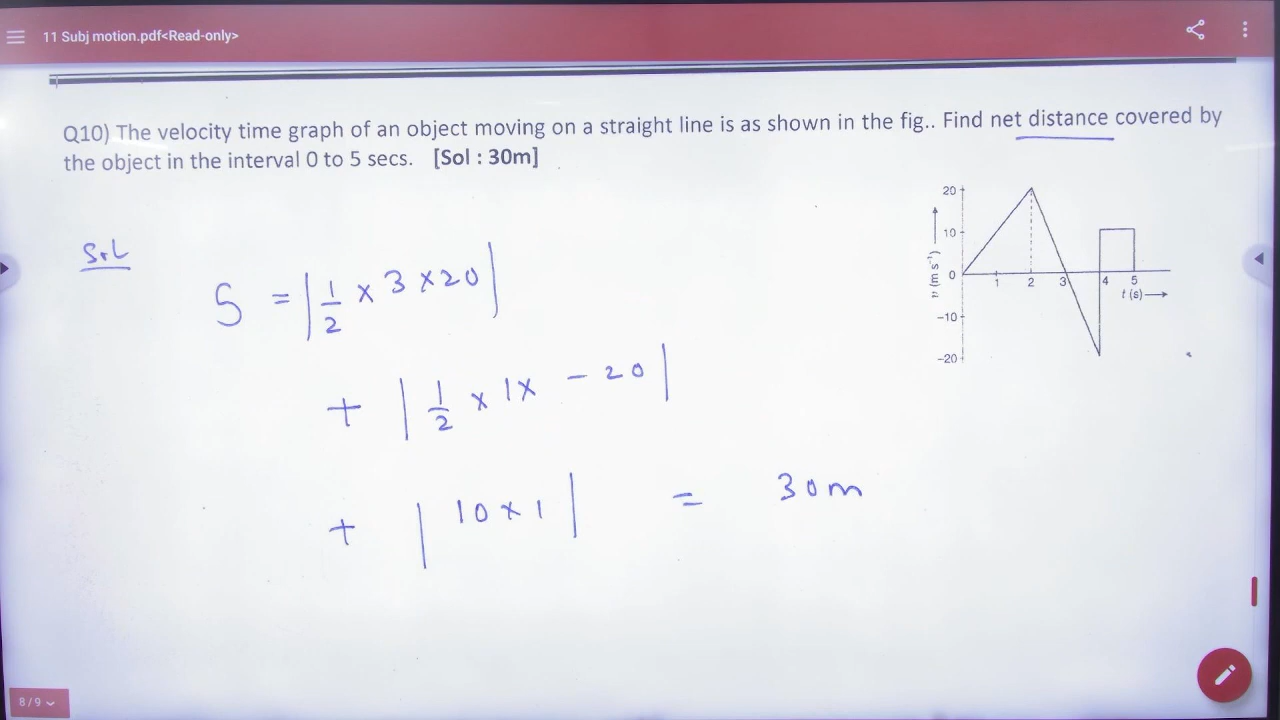 11 Subj motion.pdf<Read-only>
Q10) The velocity time graph of an object moving on a straight line is as shown in the fig.. Find net distance covered by
the object in the interval 0 to 5 secs. [Sol : 30m]
Sol
S = |1/2 × 3 × 20|
+ |1/2 × 1 × - 20|
+ |10 × 1| = 30m
20
10
0
-10
-20
v (m s⁻¹)
1 2 3 4 5
t (s)
8 / 9